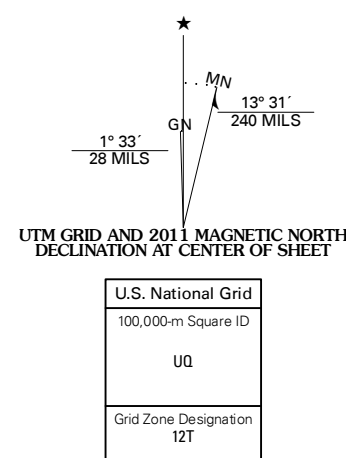 ★
MN
GN
13° 31´
240 MILS
1° 33´
28 MILS
UTM GRID AND 2011 MAGNETIC NORTH
DECLINATION AT CENTER OF SHEET
U.S. National Grid
100,000-m Square ID
UQ
Grid Zone Designation
12T